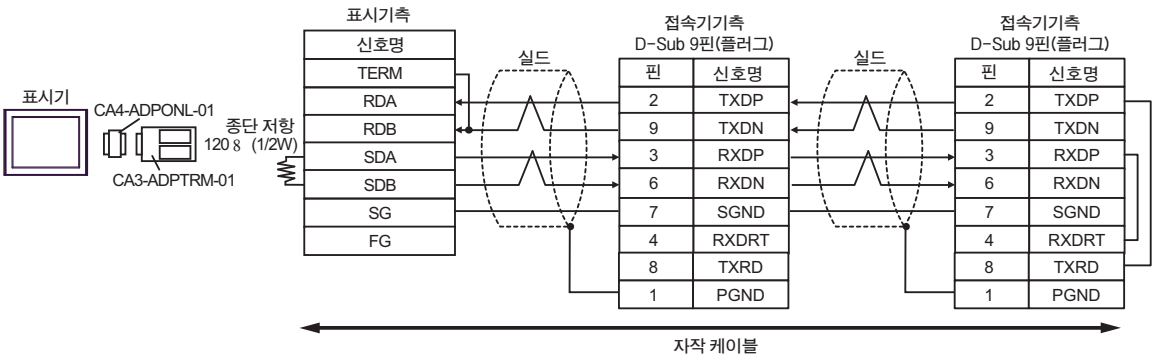 표시기
CA4-ADPONL-01
CA3-ADPTRM-01
종단 저항
120 8 (1/2W)
표시기측
신호명
TERM
RDA
RDB
SDA
SDB
SG
FG
실드
접속기기측
D-Sub 9핀(플러그)
핀 신호명
2 TXDP
9 TXDN
3 RXDP
6 RXDN
7 SGND
4 RXDRT
8 TXRD
1 PGND
실드
접속기기측
D-Sub 9핀(플러그)
핀 신호명
2 TXDP
9 TXDN
3 RXDP
6 RXDN
7 SGND
4 RXDRT
8 TXRD
1 PGND
자작 케이블